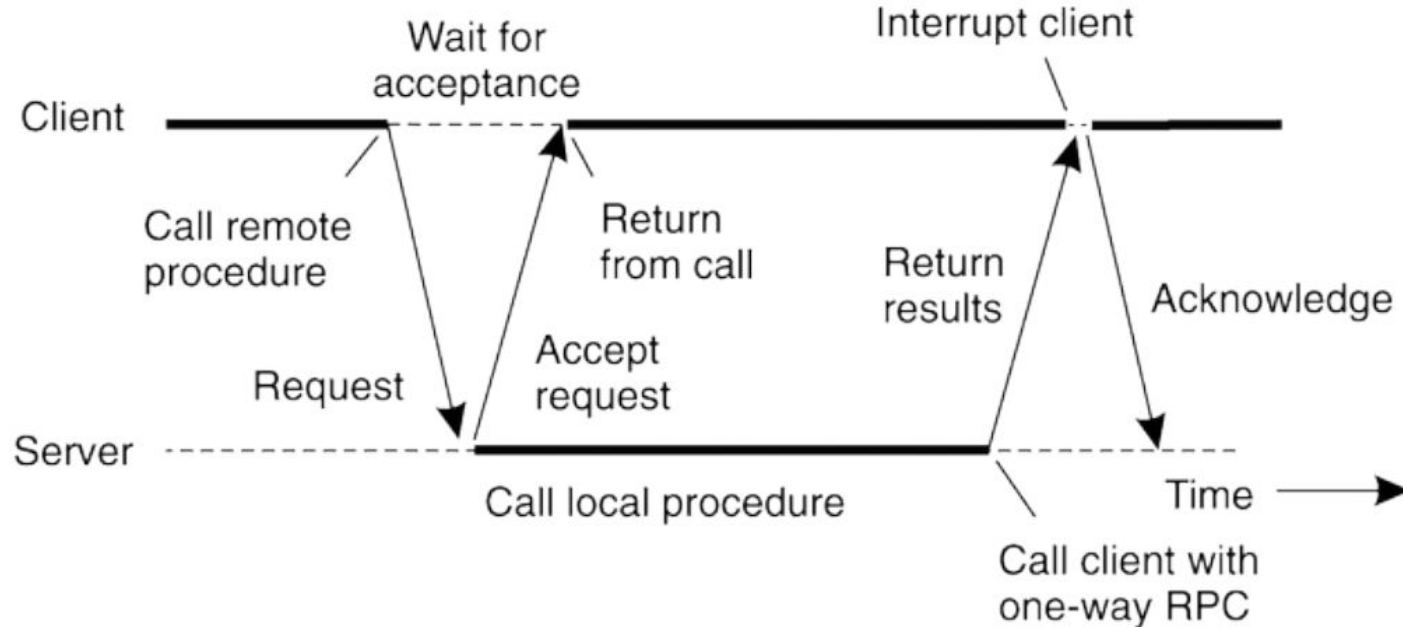 Wait for
acceptance
Interrupt client
Client
Call remote
procedure
Return
from call
Return
results
Acknowledge
Request
Accept
request
Server
Call local procedure
Time
Call client with
one-way RPC